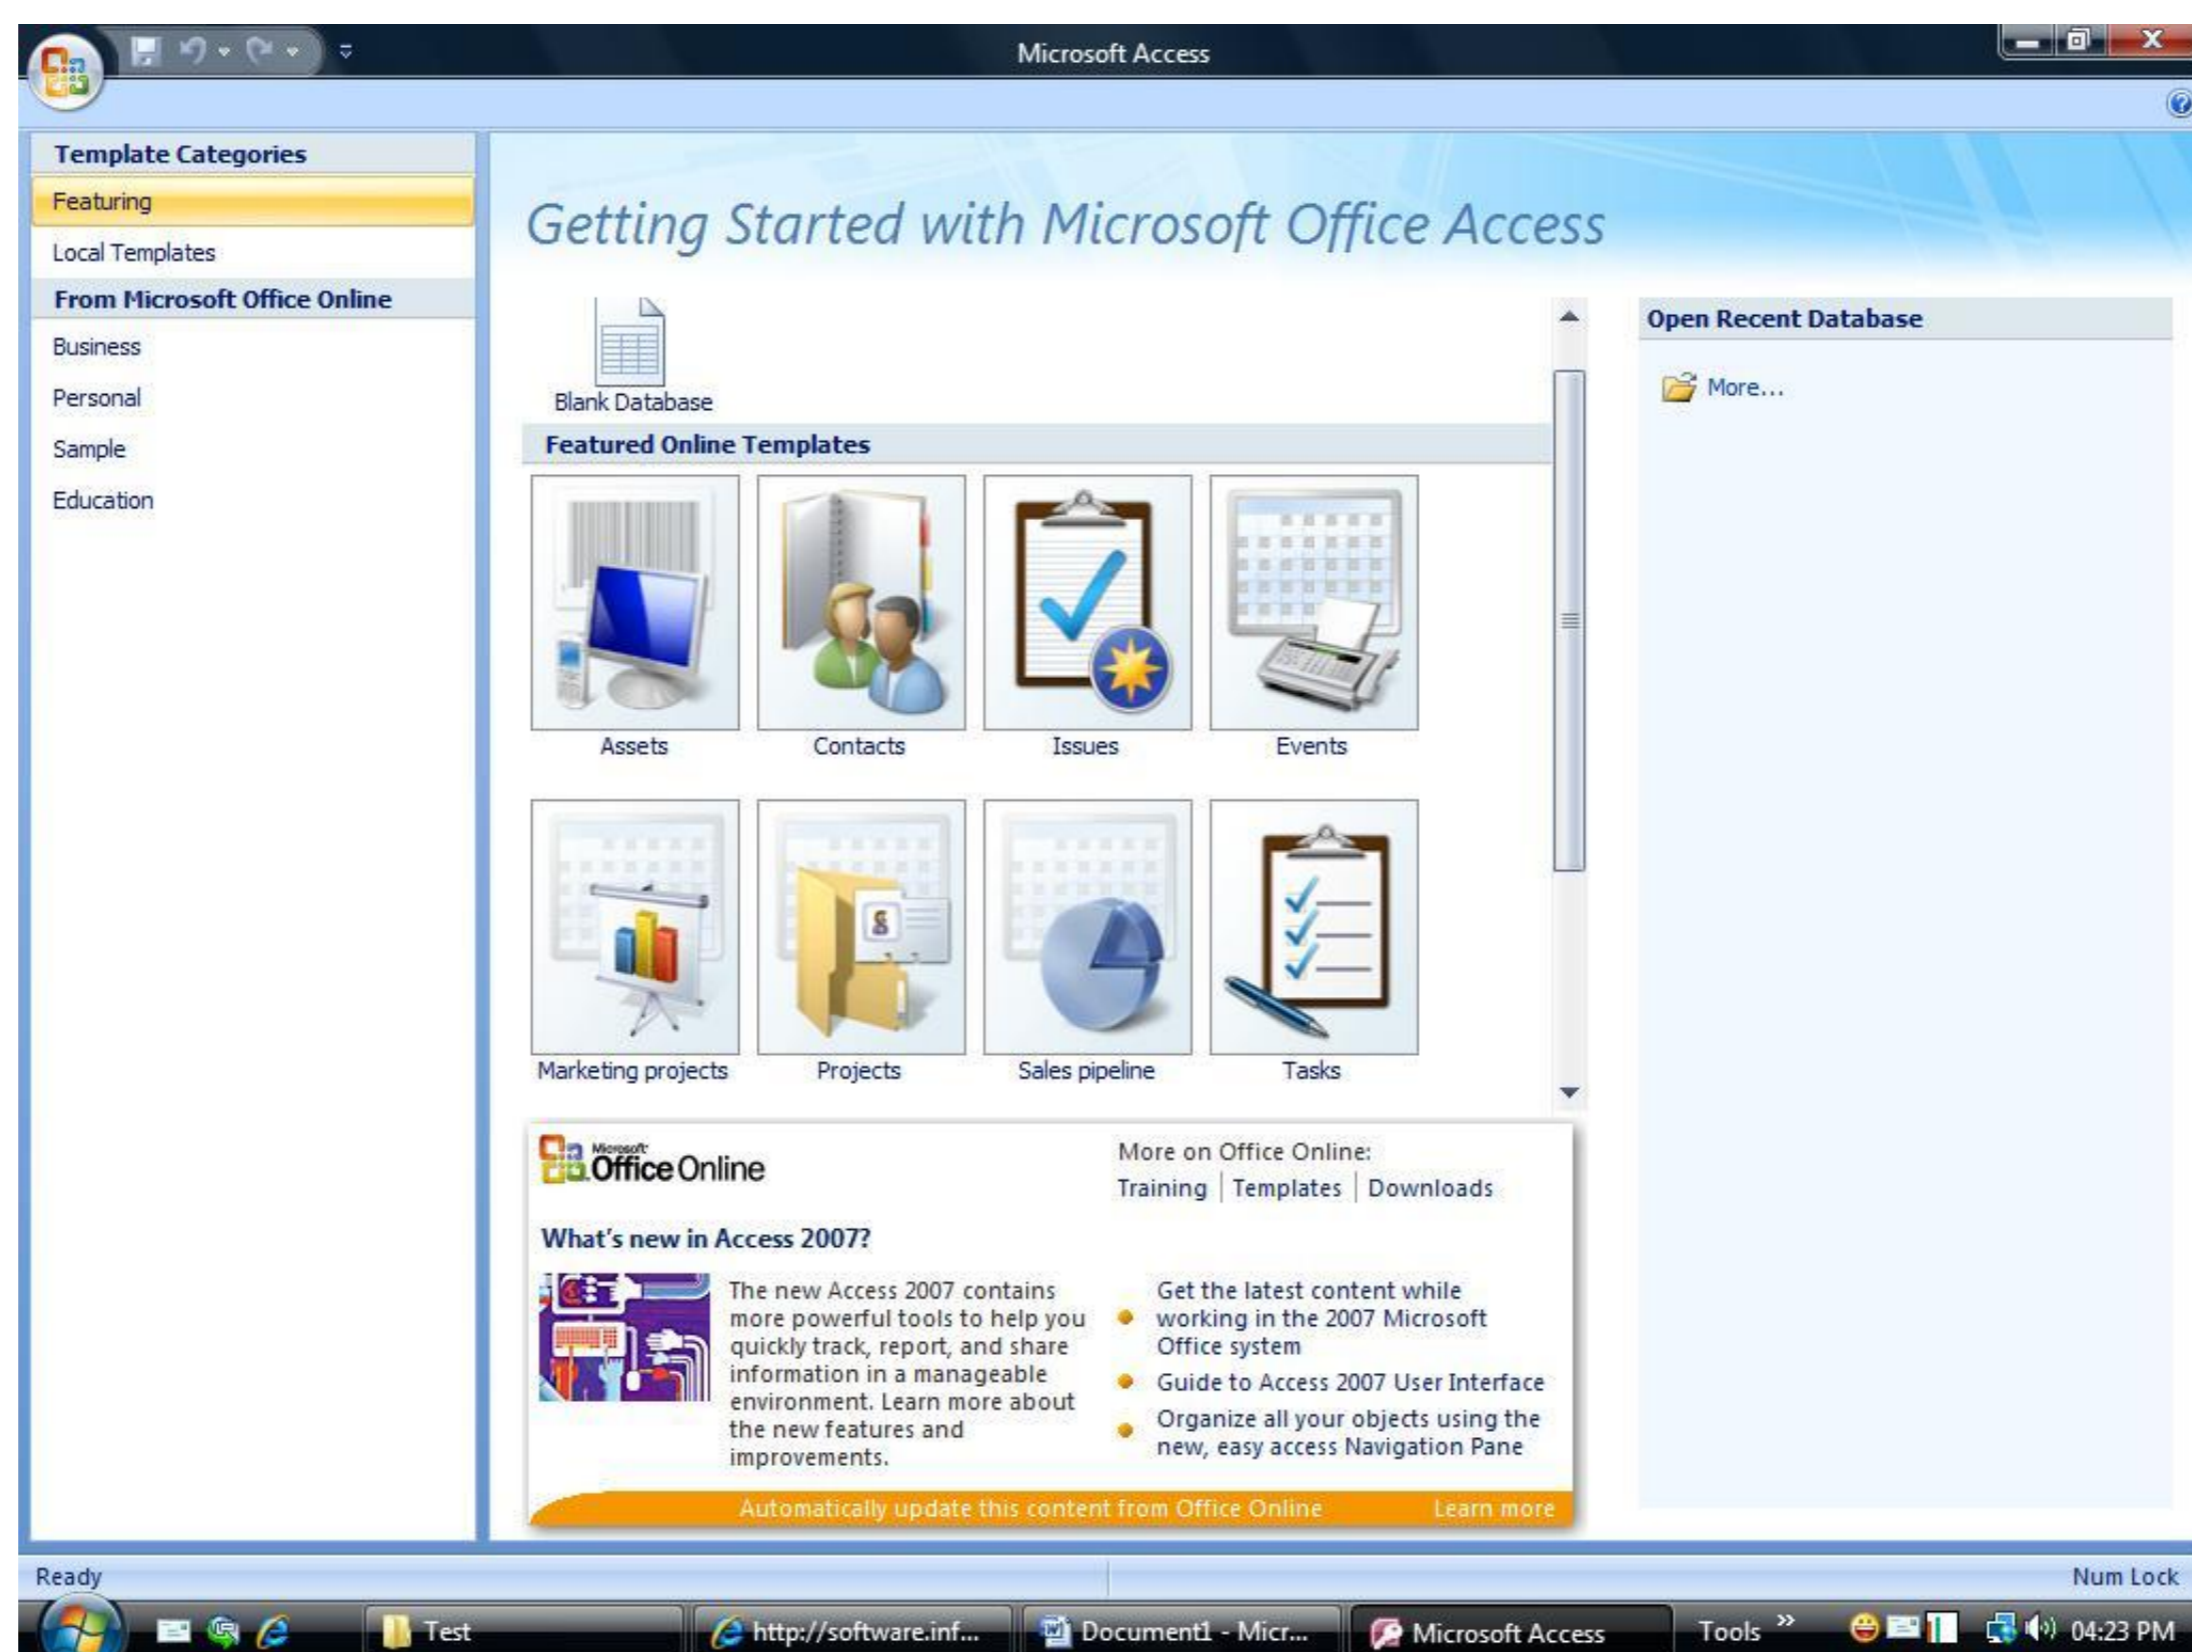 Microsoft Access
Template Categories
Featuring
Local Templates
From Microsoft Office Online
Business
Personal
Sample
Education
Getting Started with Microsoft Office Access
Blank Database
Featured Online Templates
Assets Contacts Issues Events
Marketing projects Projects Sales pipeline Tasks
Open Recent Database
More...
Microsoft
Office Online
More on Office Online:
Training | Templates | Downloads
What's new in Access 2007?
The new Access 2007 contains
more powerful tools to help you
quickly track, report, and share
information in a manageable
environment. Learn more about
the new features and
improvements.
Get the latest content while
working in the 2007 Microsoft
Office system
Guide to Access 2007 User Interface
Organize all your objects using the
new, easy access Navigation Pane
Automatically update this content from Office Online Learn more
Ready Num Lock
Test http://software.inf... Document1 - Micr... Microsoft Access Tools » 04:23 PM